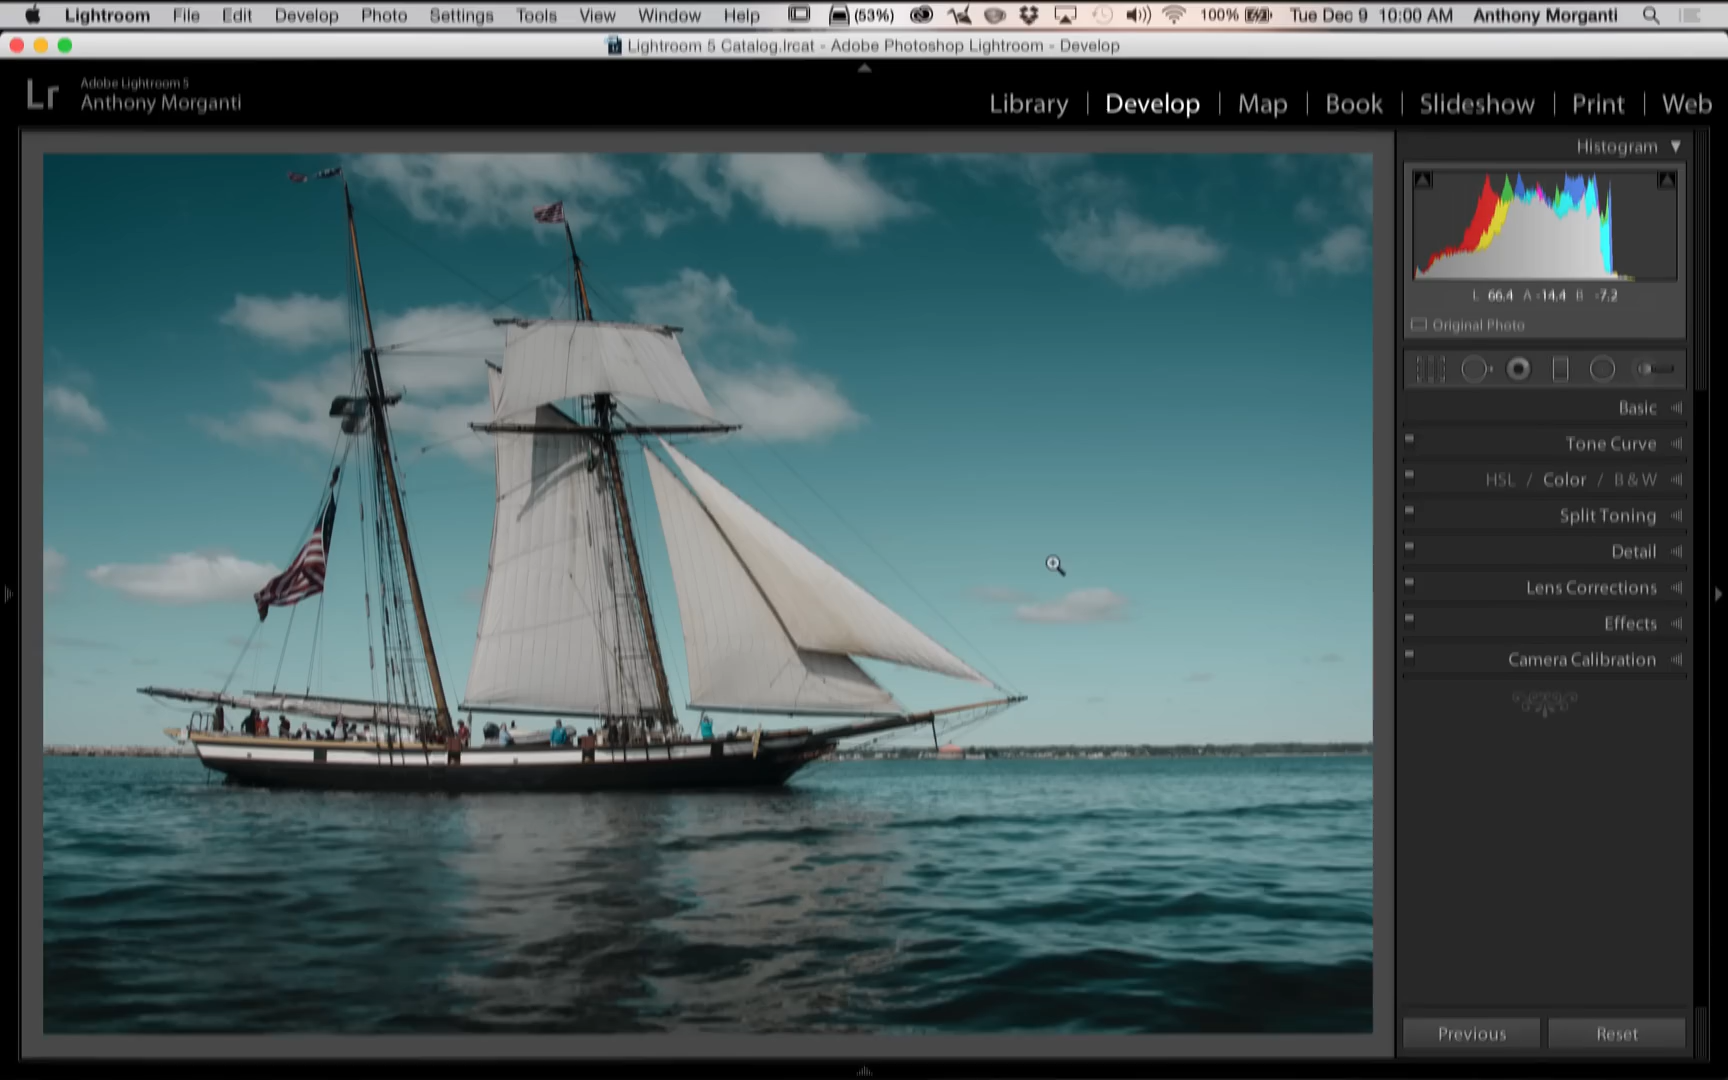 Lightroom File Edit Develop Photo Settings Tools View Window Help (53%) 100% Tue Dec 9 10:00 AM Anthony Morganti
Lightroom 5 Catalog.lrcat - Adobe Photoshop Lightroom - Develop
Lr
Adobe Lightroom 5
Anthony Morganti
Library | Develop | Map | Book | Slideshow | Print | Web
Histogram
L 66.4 A -14.4 B -7.2
Original Photo
Basic
Tone Curve
HSL / Color / B & W
Split Toning
Detail
Lens Corrections
Effects
Camera Calibration
Previous Reset